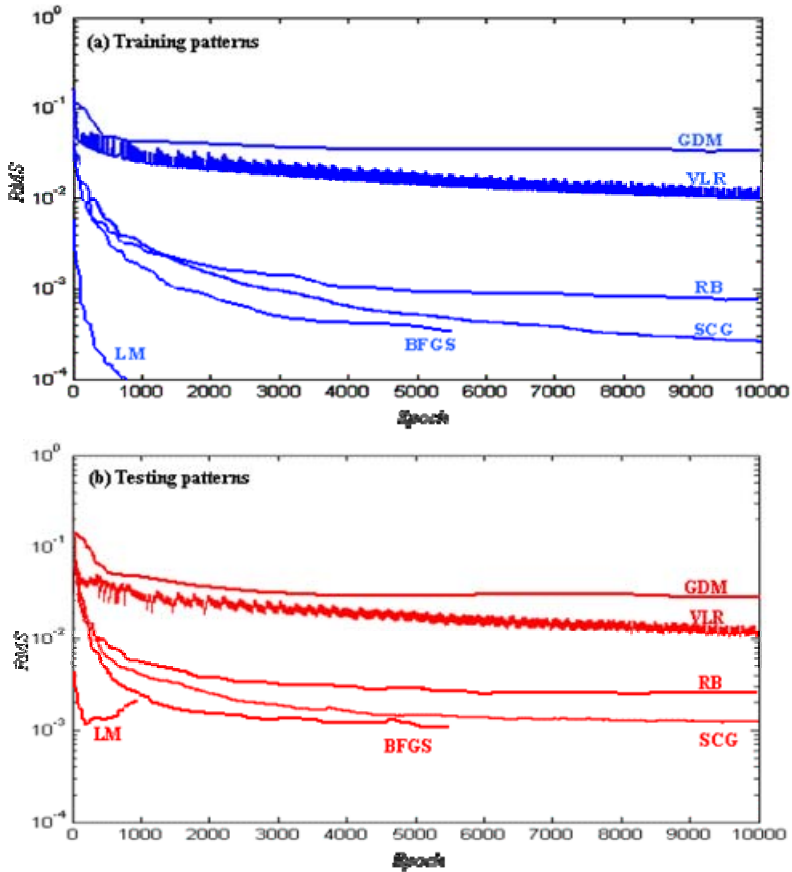 10^0
(a) Training patterns
10^-1
GDM
VLR
RMS
10^-2
RB
10^-3
SCG
BFGS
LM
10^-4
0 1000 2000 3000 4000 5000 6000 7000 8000 9000 10000
Epoch
10^0
(b) Testing patterns
10^-1
GDM
VLR
RMS
10^-2
RB
10^-3
LM
BFGS
SCG
10^-4
0 1000 2000 3000 4000 5000 6000 7000 8000 9000 10000
Epoch